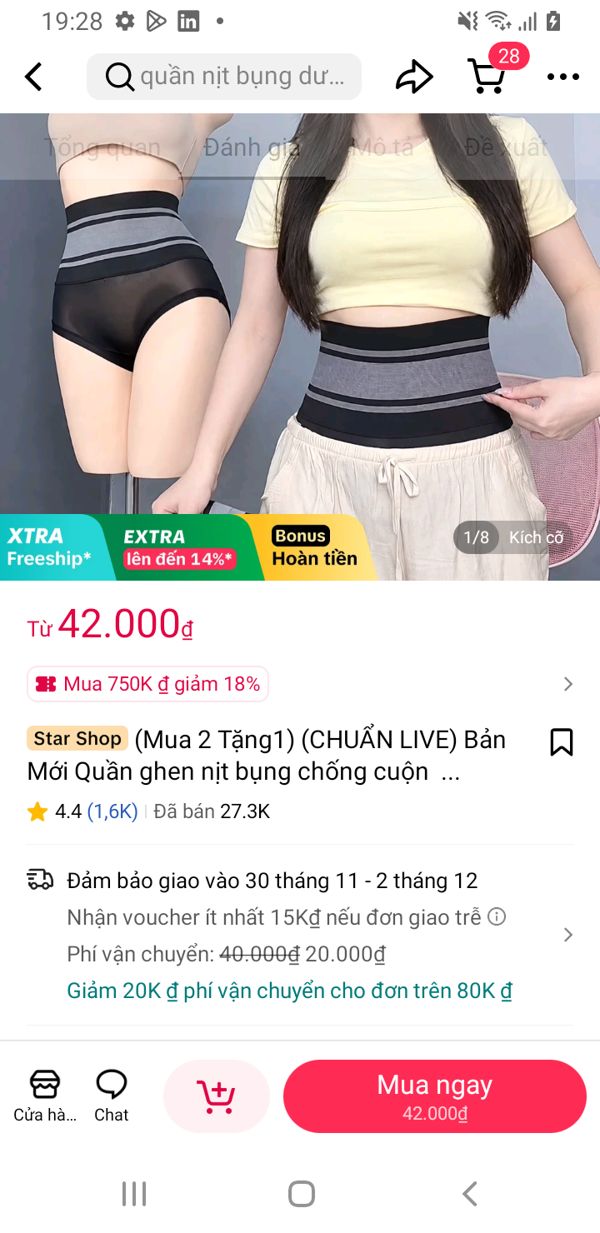 19:28
28
quần nịt bụng dư...
Tổng quan Đánh giá Mô tả Đề xuất
XTRA
Freeship*
EXTRA
lên đến 14%*
Bonus
Hoàn tiền
1/8 Kích cỡ
Từ 42.000₫
Mua 750K ₫ giảm 18%
Star Shop (Mua 2 Tặng1) (CHUẨN LIVE) Bản
Mới Quần ghen nịt bụng chống cuộn ...
4.4 (1,6K) Đã bán 27.3K
Đảm bảo giao vào 30 tháng 11 - 2 tháng 12
Nhận voucher ít nhất 15K₫ nếu đơn giao trễ
Phí vận chuyển: 40.000₫ 20.000₫
Giảm 20K ₫ phí vận chuyển cho đơn trên 80K ₫
Cửa hà...
Chat
Mua ngay
42.000₫